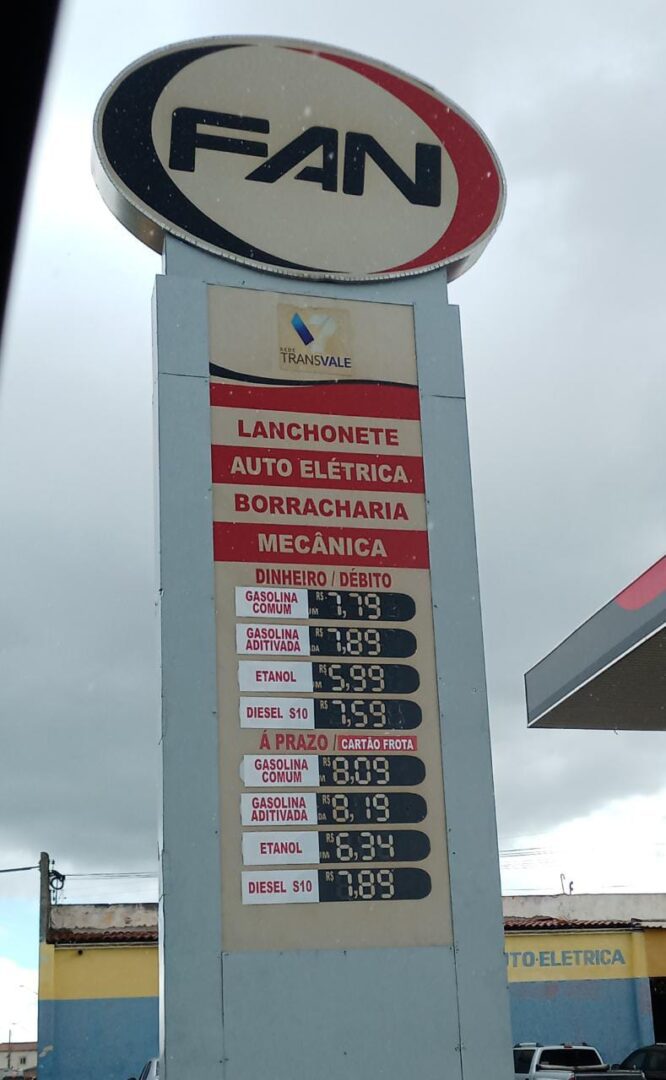 FAN
REDE
TRANSVALE
LANCHONETE
AUTO ELÉTRICA
BORRACHARIA
MECÂNICA
DINHEIRO / DÉBITO
GASOLINA COMUM R$ 7,79
GASOLINA ADITIVADA R$ 7,89
ETANOL R$ 5,99
DIESEL S10 R$ 7,59
Á PRAZO / CARTÃO FROTA
GASOLINA COMUM R$ 8,09
GASOLINA ADITIVADA R$ 8,19
ETANOL R$ 6,34
DIESEL S10 R$ 7,89
UTO-ELETRICA